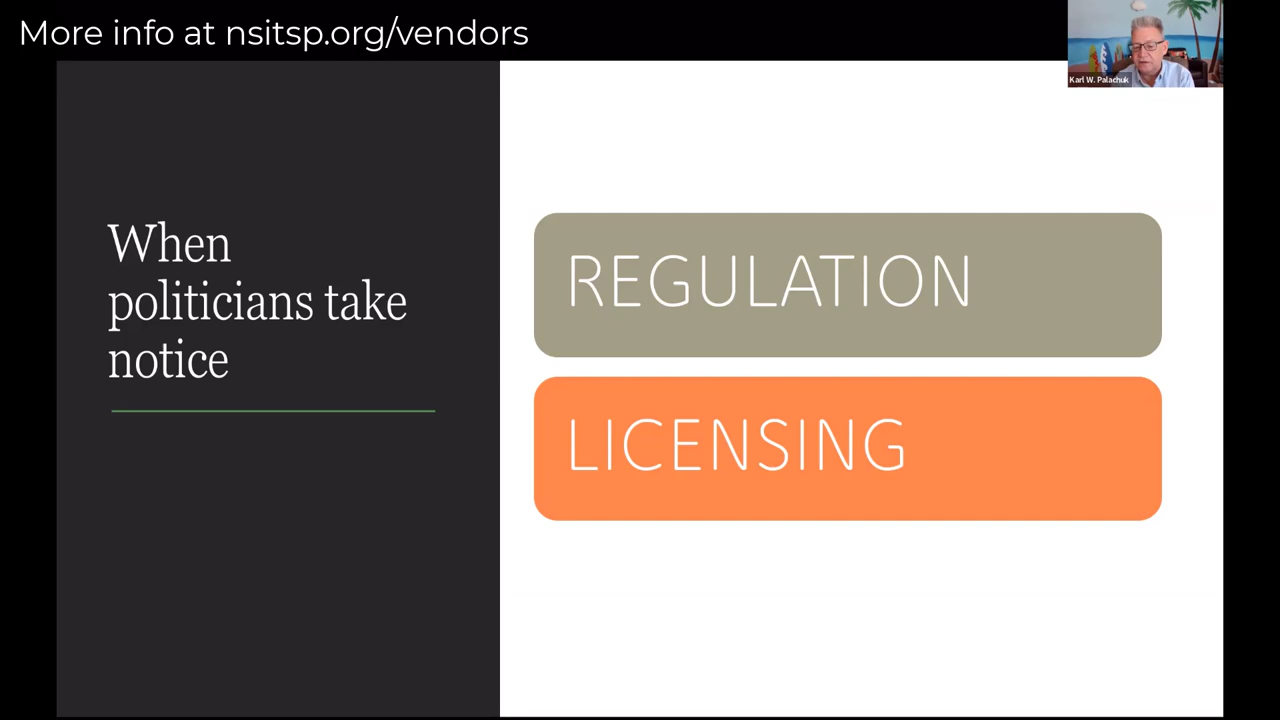 More info at nsitsp.org/vendors
Karl W. Palachuk
When
politicians take
notice
REGULATION
LICENSING